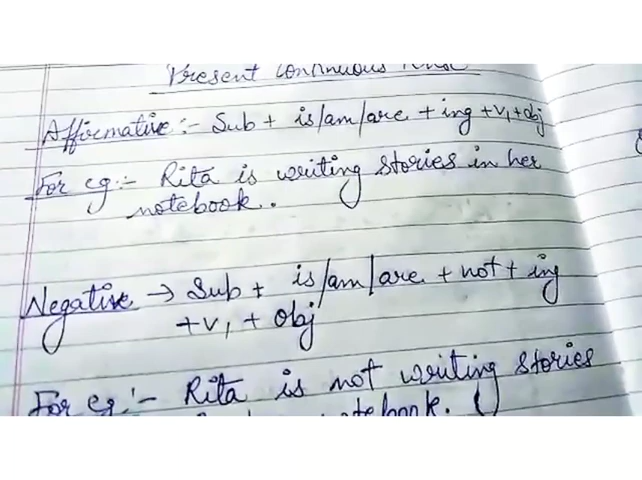 Present Continuous Tense
Affirmative :- Sub + is/am/are + ing + v1 + obj
For eg :- Rita is writing stories in her
notebook.
Negative → Sub + is/am/are + not + ing
+ v1 + obj
For eg :- Rita is not writing stories
notebook.